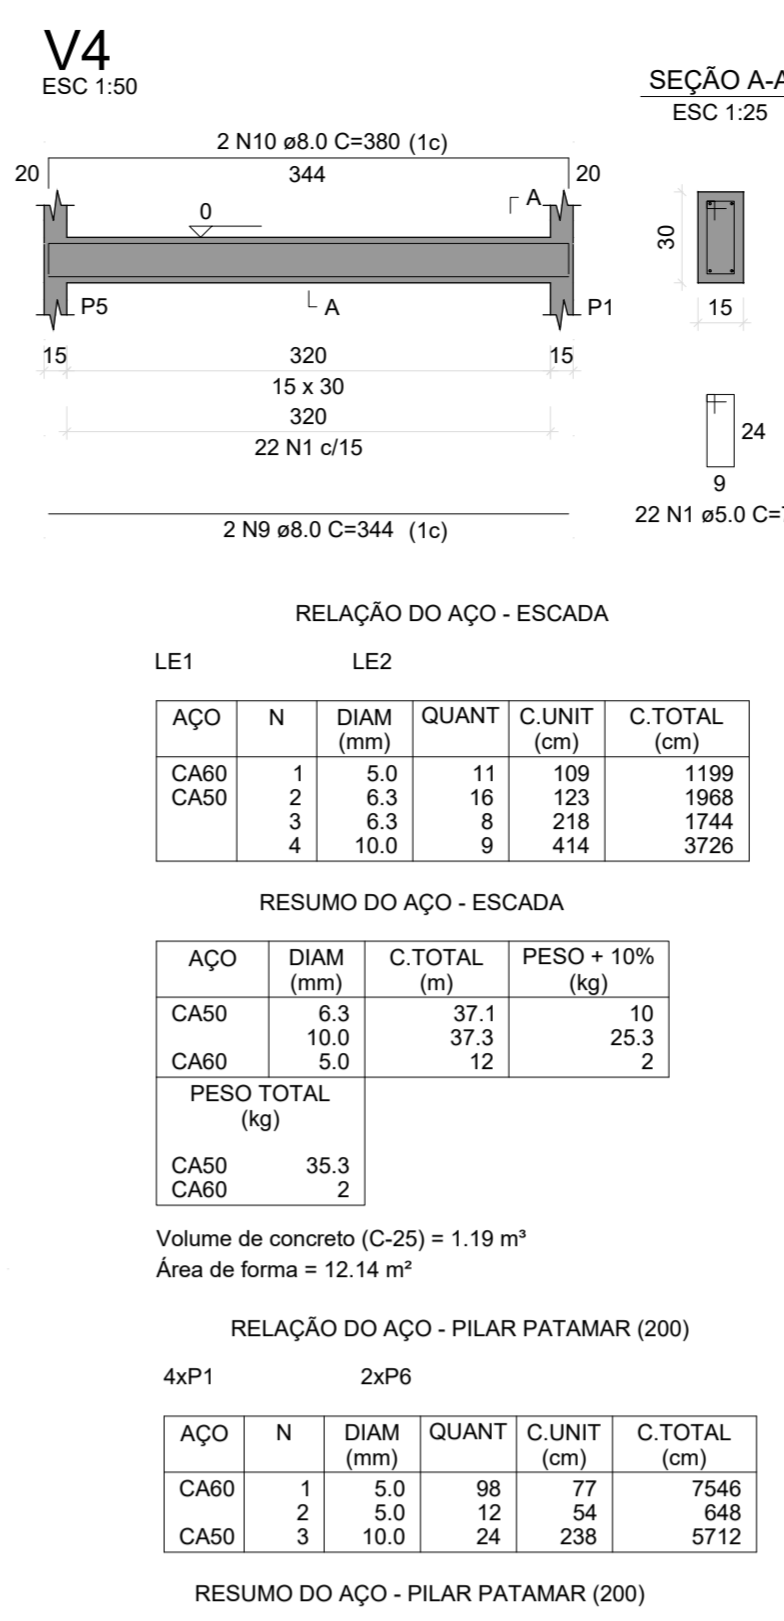 V4
ESC 1:50
SEÇÃO A-A
ESC 1:25
2 N10 ø8.0 C=380 (1c)
20 344 20
A
0
30
P5 A P1
15
15 320 15
15 x 30
320
22 N1 c/15
24
9
22 N1 ø5.0 C=
2 N9 ø8.0 C=344 (1c)
RELAÇÃO DO AÇO - ESCADA
LE1 LE2
AÇO N DIAM QUANT C.UNIT C.TOTAL
(mm) (cm) (cm)
CA60 1 5.0 11 109 1199
CA50 2 6.3 16 123 1968
3 6.3 8 218 1744
4 10.0 9 414 3726
RESUMO DO AÇO - ESCADA
AÇO DIAM C.TOTAL PESO + 10%
(mm) (m) (kg)
CA50 6.3 37.1 10
10.0 37.3 25.3
CA60 5.0 12 2
PESO TOTAL
(kg)
CA50 35.3
CA60 2
Volume de concreto (C-25) = 1.19 m³
Área de forma = 12.14 m²
RELAÇÃO DO AÇO - PILAR PATAMAR (200)
4xP1 2xP6
AÇO N DIAM QUANT C.UNIT C.TOTAL
(mm) (cm) (cm)
CA60 1 5.0 98 77 7546
2 5.0 12 54 648
CA50 3 10.0 24 238 5712
RESUMO DO AÇO - PILAR PATAMAR (200)